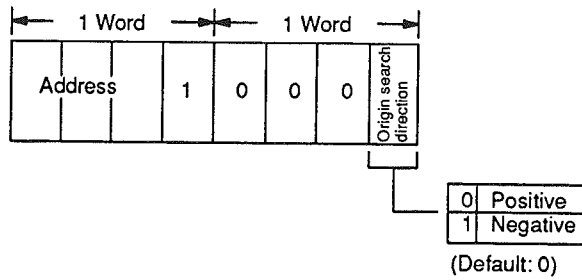 1 Word 1 Word
Address 1 0 0 0 Origin search
direction
0 Positive
1 Negative
(Default: 0)